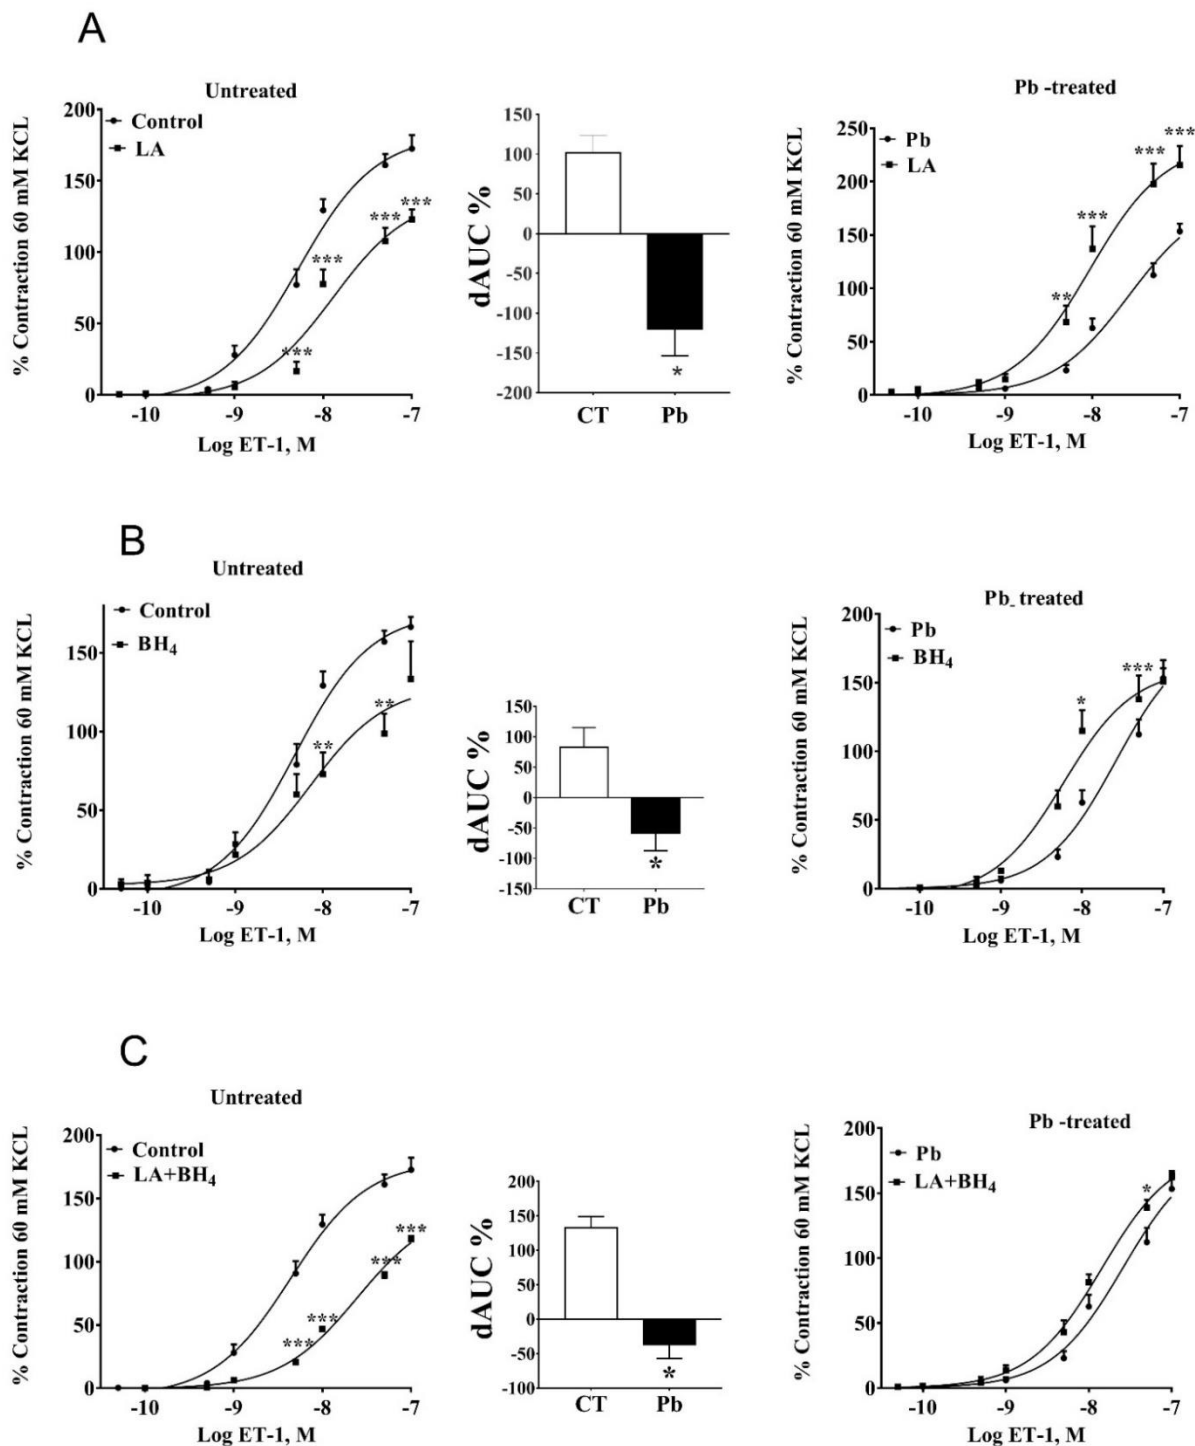 A
Untreated
Control
LA
% Contraction 60 mM KCL
200
150
100
50
0
***
***
***
***
-10
-9
-8
-7
Log ET-1, M
dAUC %
150
100
50
0
-50
-100
-150
-200
*
CT
Pb
Pb -treated
Pb
LA
% Contraction 60 mM KCL
250
200
150
100
50
0
**
***
***
***
-10
-9
-8
-7
Log ET-1, M
B
Untreated
Control
BH4
% Contraction 60 mM KCL
150
100
50
0
**
**
-10
-9
-8
-7
Log ET-1, M
dAUC %
150
100
50
0
-50
-100
-150
*
CT
Pb
Pb- treated
Pb
BH4
% Contraction 60 mM KCL
200
150
100
50
0
*
***
-10
-9
-8
-7
Log ET-1, M
C
Untreated
Control
LA+BH4
% Contraction 60 mM KCL
200
150
100
50
0
***
***
***
***
-10
-9
-8
-7
Log ET-1, M
dAUC %
200
150
100
50
0
-50
-100
*
CT
Pb
Pb -treated
Pb
LA+BH4
% Contraction 60 mM KCL
200
150
100
50
0
*
-10
-9
-8
-7
Log ET-1, M